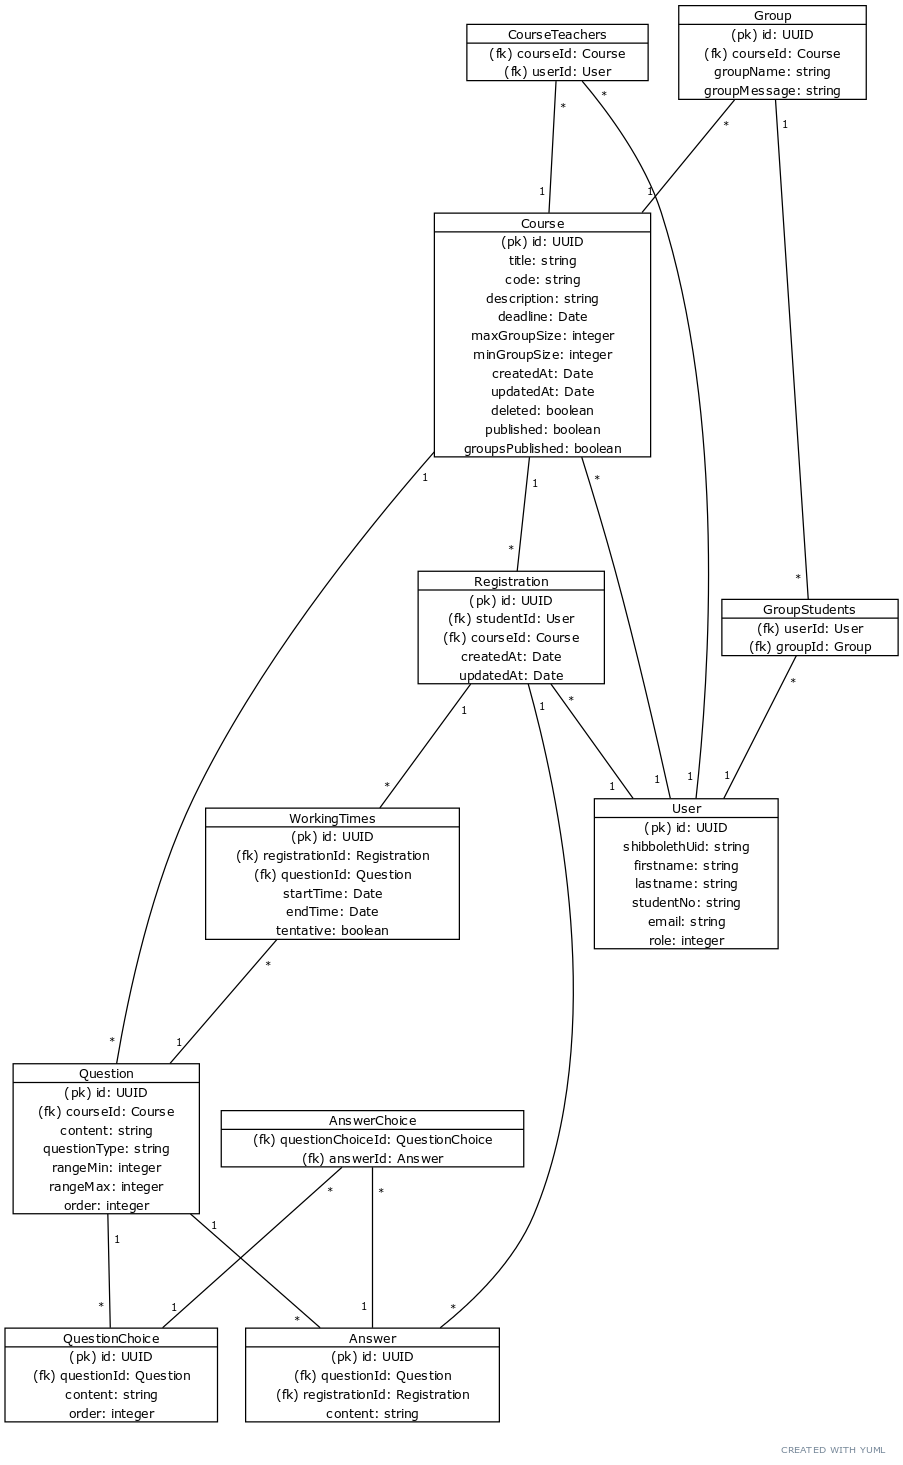 CourseTeachers
(fk) courseId: Course
(fk) userId: User
*
*
Group
(pk) id: UUID
(fk) courseId: Course
groupName: string
groupMessage: string
*
1
1
1
Course
(pk) id: UUID
title: string
code: string
description: string
deadline: Date
maxGroupSize: integer
minGroupSize: integer
createdAt: Date
updatedAt: Date
deleted: boolean
published: boolean
groupsPublished: boolean
1
1
*
*
*
Registration
(pk) id: UUID
(fk) studentId: User
(fk) courseId: Course
createdAt: Date
updatedAt: Date
1
1
*
GroupStudents
(fk) userId: User
(fk) groupId: Group
*
*
1
1
1
1
WorkingTimes
(pk) id: UUID
(fk) registrationId: Registration
(fk) questionId: Question
startTime: Date
endTime: Date
tentative: boolean
*
User
(pk) id: UUID
shibbolethUid: string
firstname: string
lastname: string
studentNo: string
email: string
role: integer
*
1
Question
(pk) id: UUID
(fk) courseId: Course
content: string
questionType: string
rangeMin: integer
rangeMax: integer
order: integer
1
1
AnswerChoice
(fk) questionChoiceId: QuestionChoice
(fk) answerId: Answer
*
*
*
1
*
1
*
QuestionChoice
(pk) id: UUID
(fk) questionId: Question
content: string
order: integer
Answer
(pk) id: UUID
(fk) questionId: Question
(fk) registrationId: Registration
content: string
CREATED WITH YUML